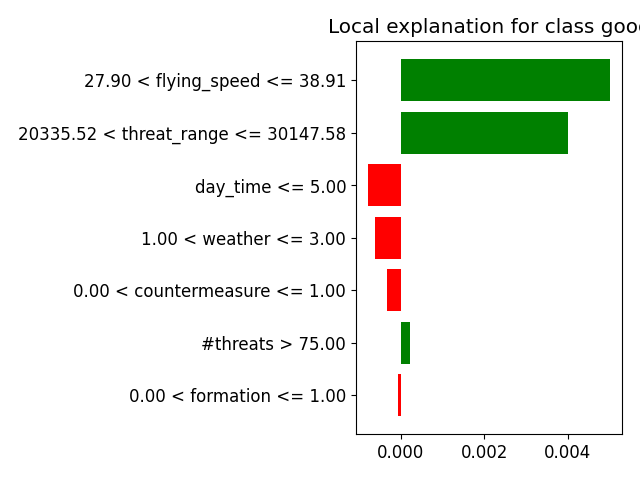 Local explanation for class goo
27.90 < flying_speed <= 38.91
20335.52 < threat_range <= 30147.58
day_time <= 5.00
1.00 < weather <= 3.00
0.00 < countermeasure <= 1.00
#threats > 75.00
0.00 < formation <= 1.00
0.000 0.002 0.004